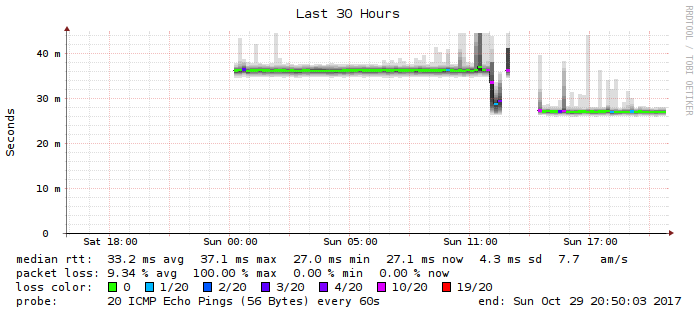 Last 30 Hours
RRDTOOL / TOBI OETIKER
Seconds
40 m
30 m
20 m
10 m
0
Sat 18:00 Sun 00:00 Sun 05:00 Sun 11:00 Sun 17:00
median rtt: 33.2 ms avg 37.1 ms max 27.0 ms min 27.1 ms now 4.3 ms sd 7.7 am/s
packet loss: 9.34 % avg 100.00 % max 0.00 % min 0.00 % now
loss color: 0 1/20 2/20 3/20 4/20 10/20 19/20
probe: 20 ICMP Echo Pings (56 Bytes) every 60s end: Sun Oct 29 20:50:03 2017